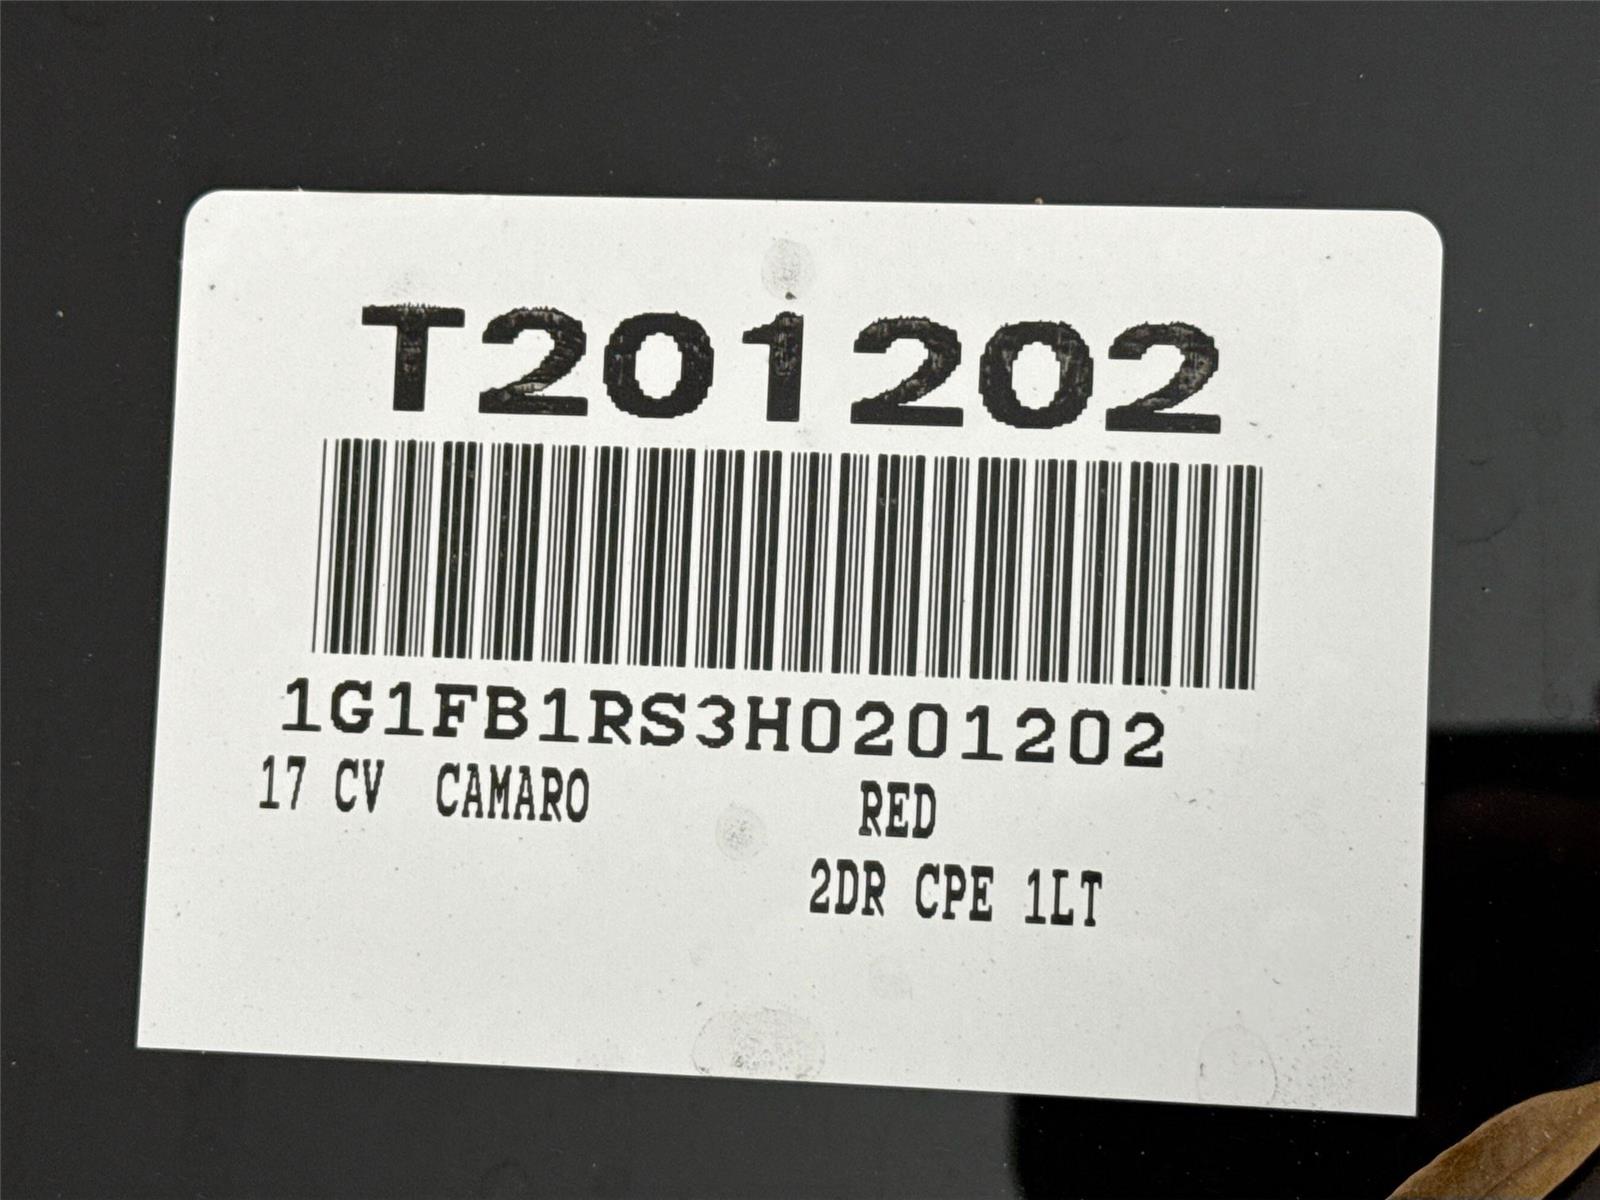 T201202
1G1FB1RS3H0201202
17 CV CAMARO RED
2DR CPE 1LT